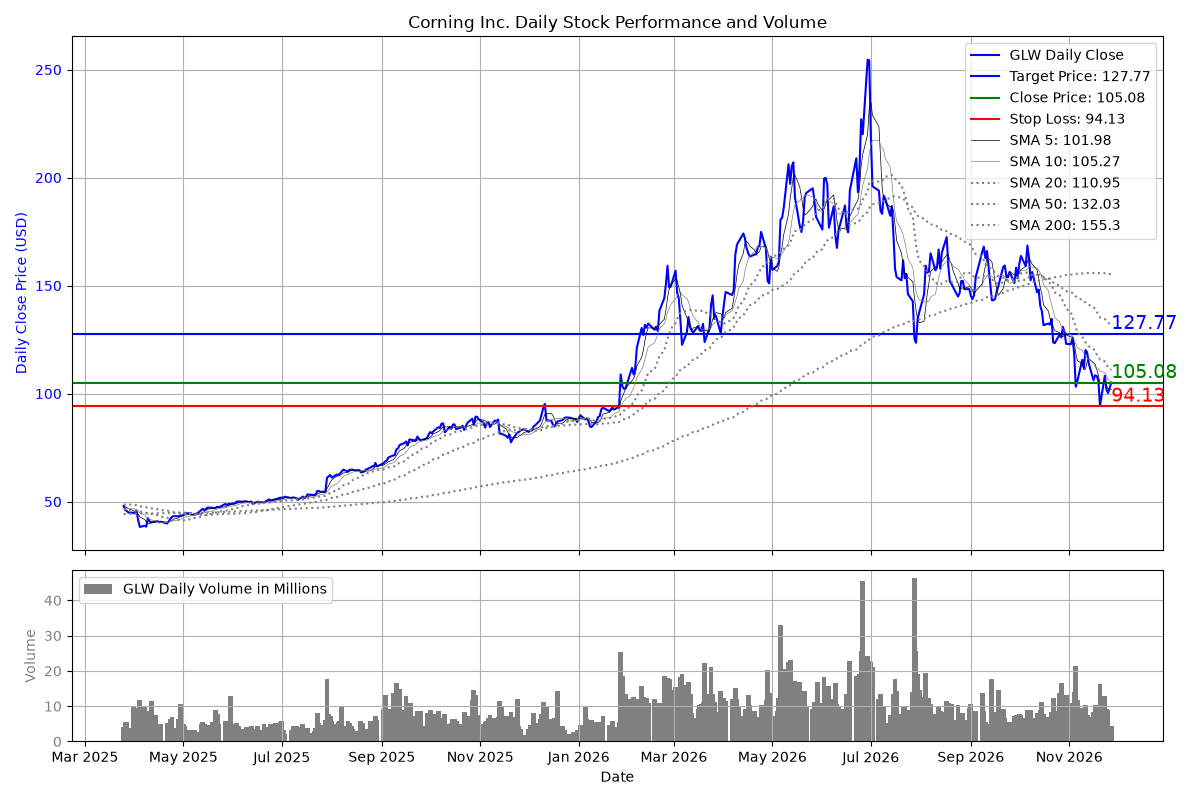 Corning Inc. Daily Stock Performance and Volume
Daily Close Price (USD)
250
200
150
100
50
GLW Daily Close
Target Price: 127.77
Close Price: 105.08
Stop Loss: 94.13
SMA 5: 101.98
SMA 10: 105.27
SMA 20: 110.95
SMA 50: 132.03
SMA 200: 155.3
127.77
105.08
94.13
Volume
40
30
20
10
0
GLW Daily Volume in Millions
Mar 2025 May 2025 Jul 2025 Sep 2025 Nov 2025 Jan 2026 Mar 2026 May 2026 Jul 2026 Sep 2026 Nov 2026
Date